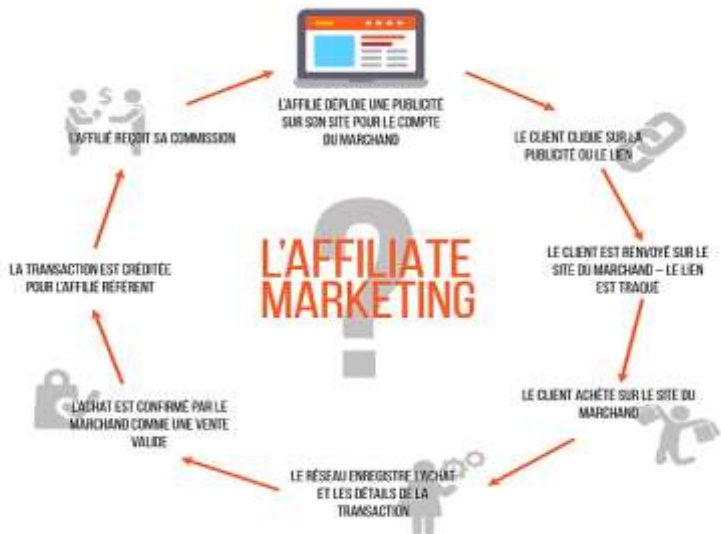 L'AFFILIÉ DÉPLOIE UNE PUBLICITÉ
SUR SON SITE POUR LE COMPTE
DU MARCHAND
LE CLIENT CLIQUE SUR LA
PUBLICITÉ OU LE LIEN
LE CLIENT EST RENVOYÉ SUR LE
SITE DU MARCHAND – LE LIEN
EST TRAQUÉ
LE CLIENT ACHÈTE SUR LE SITE DU
MARCHAND
LE RÉSEAU ENREGISTRE L'ACHAT
ET LES DÉTAILS DE LA
TRANSACTION
L'ACHAT EST CONFIRMÉ PAR LE
MARCHAND COMME UNE VENTE
VALIDE
LA TRANSACTION EST CRÉDITÉE
POUR L'AFFILIÉ RÉFÉRENT
L'AFFILIÉ REÇOIT SA COMMISSION
$
?
L'AFFILIATE
MARKETING